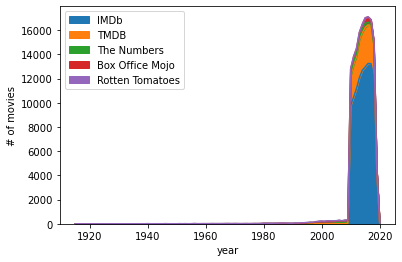 IMDb
TMDB
The Numbers
Box Office Mojo
Rotten Tomatoes
16000
14000
12000
10000
8000
6000
4000
2000
0
# of movies
1920 1940 1960 1980 2000 2020
year